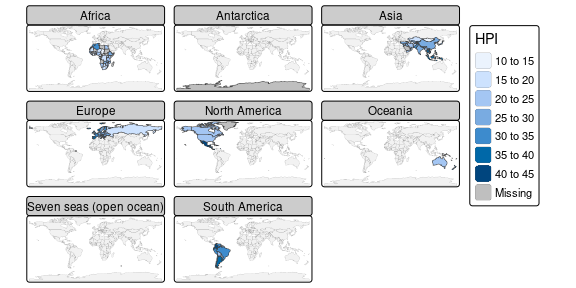 Africa
Antarctica
Asia
Europe
North America
Oceania
Seven seas (open ocean)
South America
HPI
10 to 15
15 to 20
20 to 25
25 to 30
30 to 35
35 to 40
40 to 45
Missing